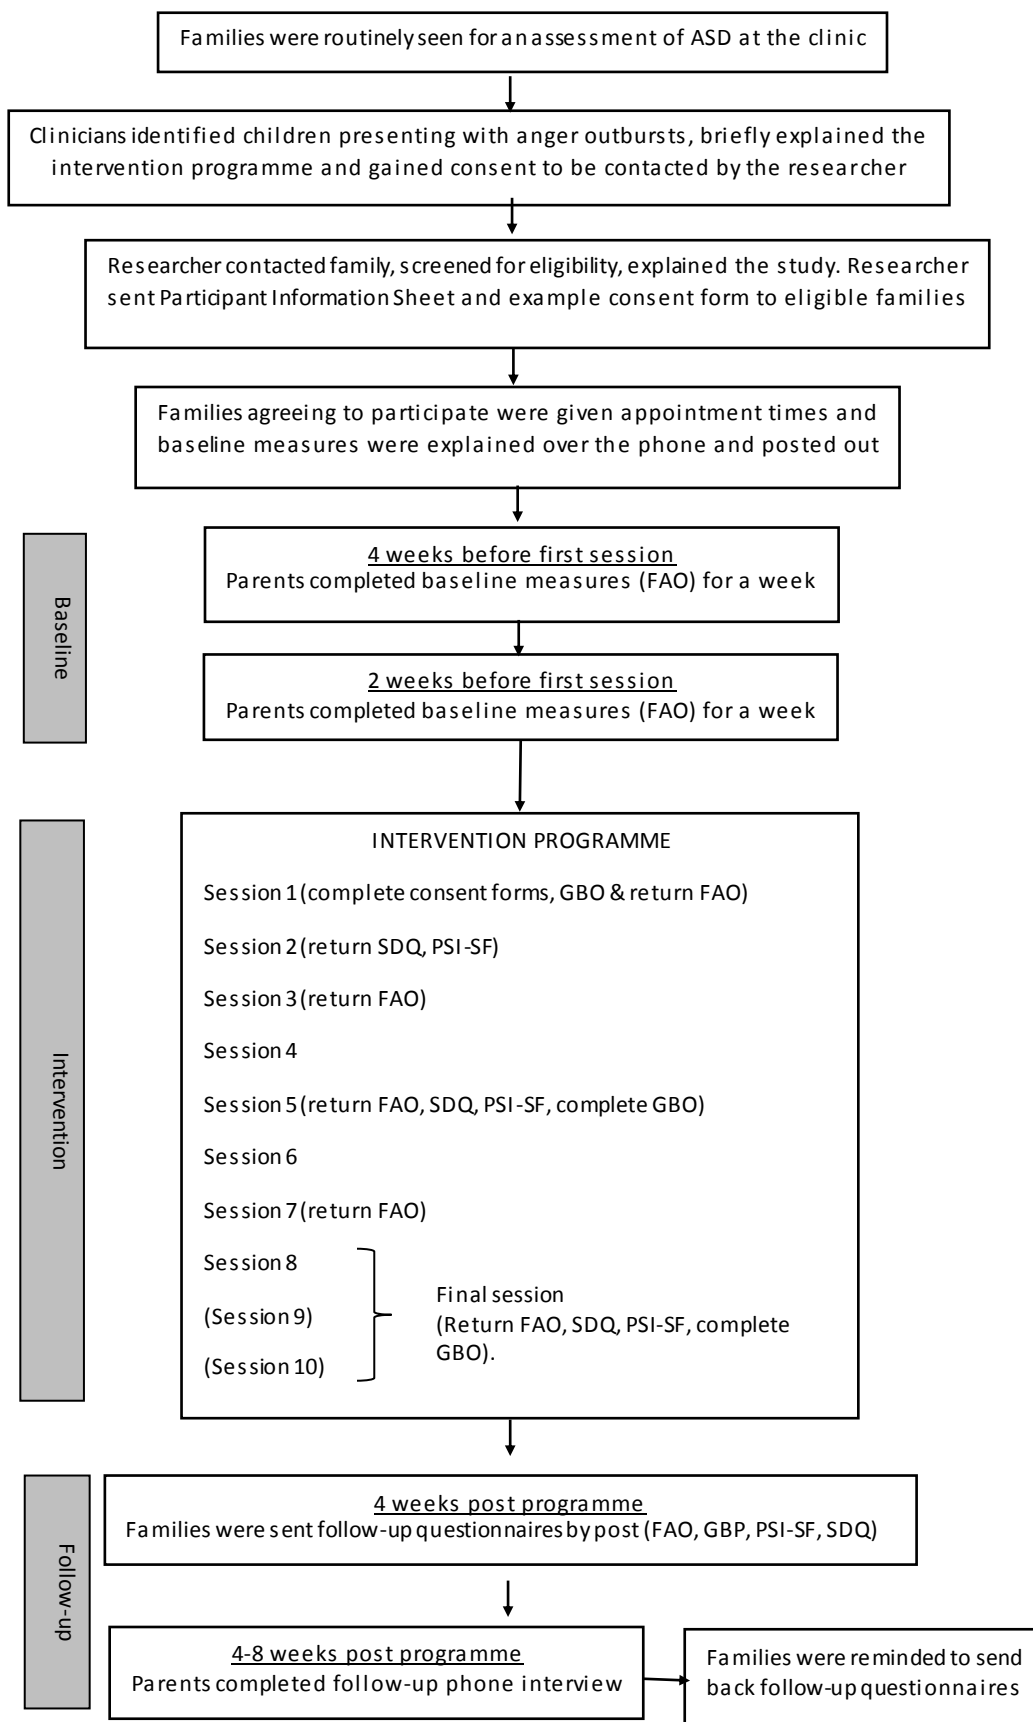 Families were routinely seen for an assessment of ASD at the clinic
Clinicians identified children presenting with anger outbursts, briefly explained the
intervention programme and gained consent to be contacted by the researcher
Researcher contacted family, screened for eligibility, explained the study. Researcher
sent Participant Information Sheet and example consent form to eligible families
Families agreeing to participate were given appointment times and
baseline measures were explained over the phone and posted out
Baseline
4 weeks before first session
Parents completed baseline measures (FAO) for a week
2 weeks before first session
Parents completed baseline measures (FAO) for a week
Intervention
INTERVENTION PROGRAMME
Session 1 (complete consent forms, GBO & return FAO)
Session 2 (return SDQ, PSI-SF)
Session 3 (return FAO)
Session 4
Session 5 (return FAO, SDQ, PSI-SF, complete GBO)
Session 6
Session 7 (return FAO)
Session 8
(Session 9)
(Session 10)
Final session
(Return FAO, SDQ, PSI-SF, complete
GBO).
Follow-up
4 weeks post programme
Families were sent follow-up questionnaires by post (FAO, GBP, PSI-SF, SDQ)
4-8 weeks post programme
Parents completed follow-up phone interview
Families were reminded to send
back follow-up questionnaires